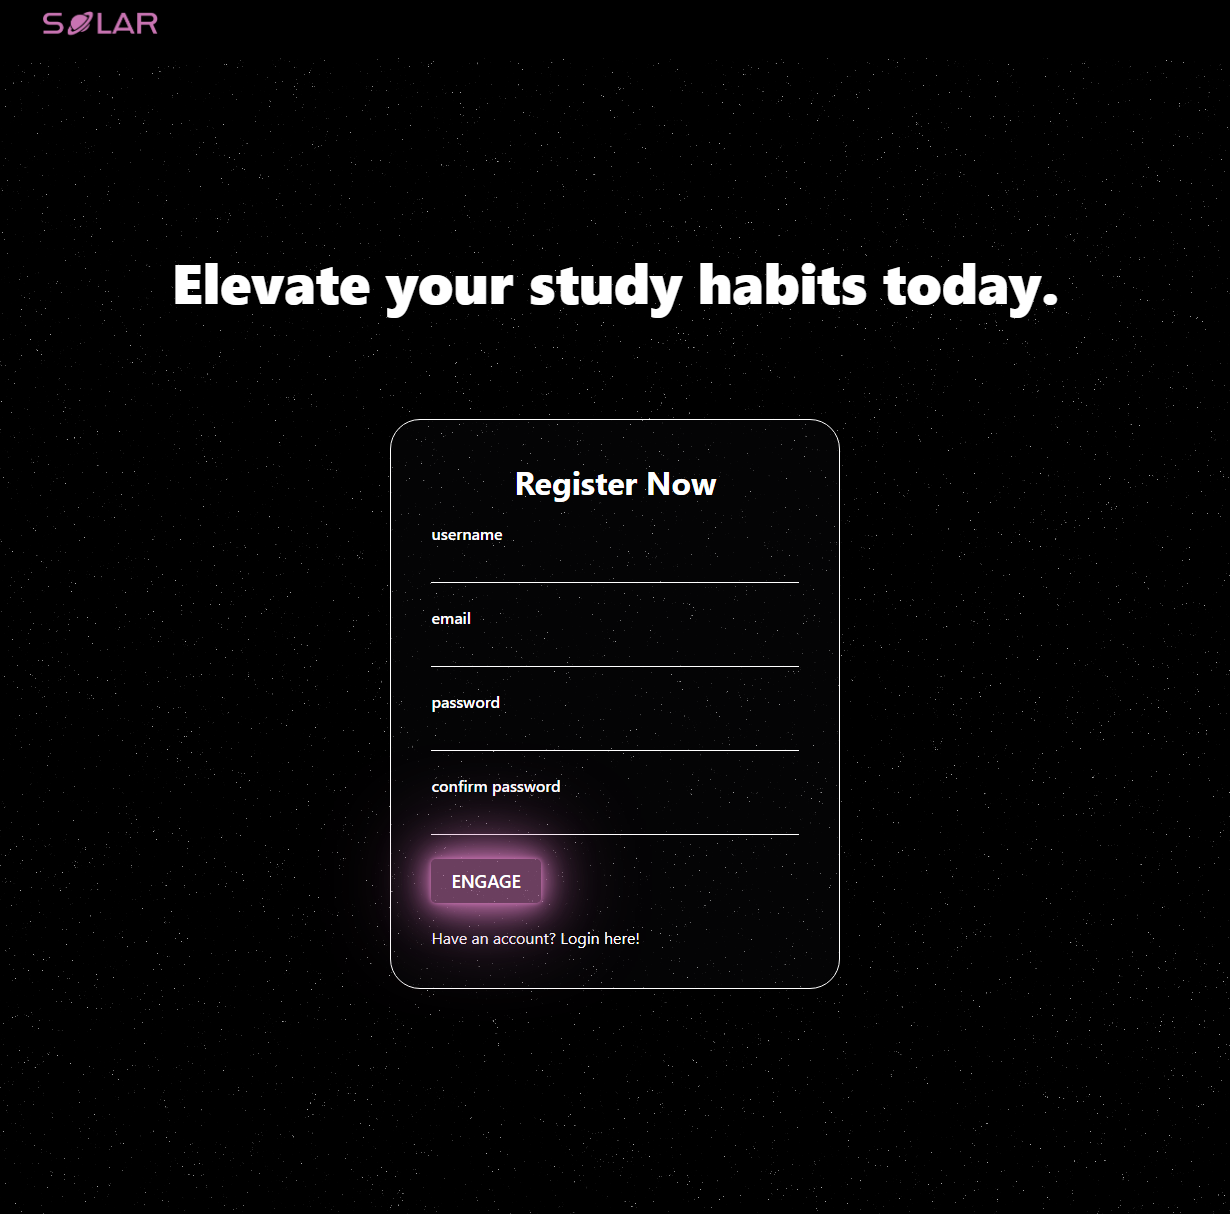 SOLAR
Elevate your study habits today.
Register Now
username
email
password
confirm password
ENGAGE
Have an account? Login here!